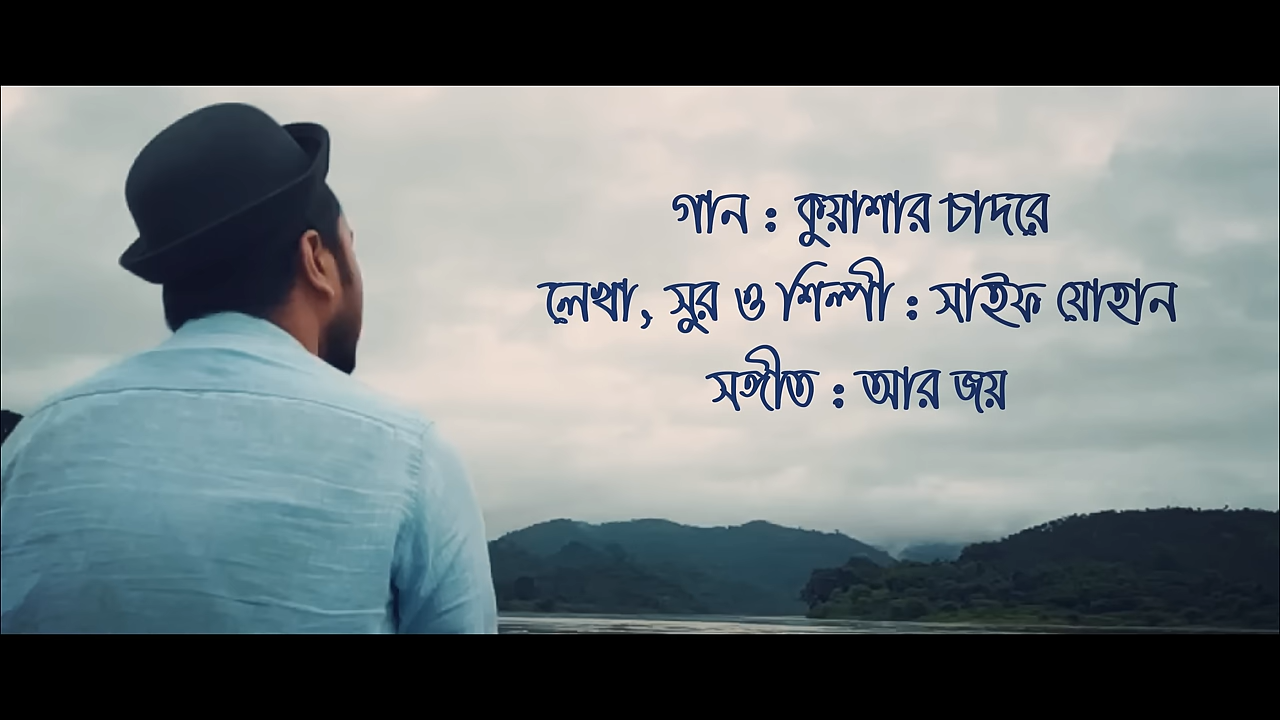 গান : কুয়াশার চাদরে
লেখা, সুর ও শিল্পী : সাইফ যোহান
সঙ্গীত : আর জয়